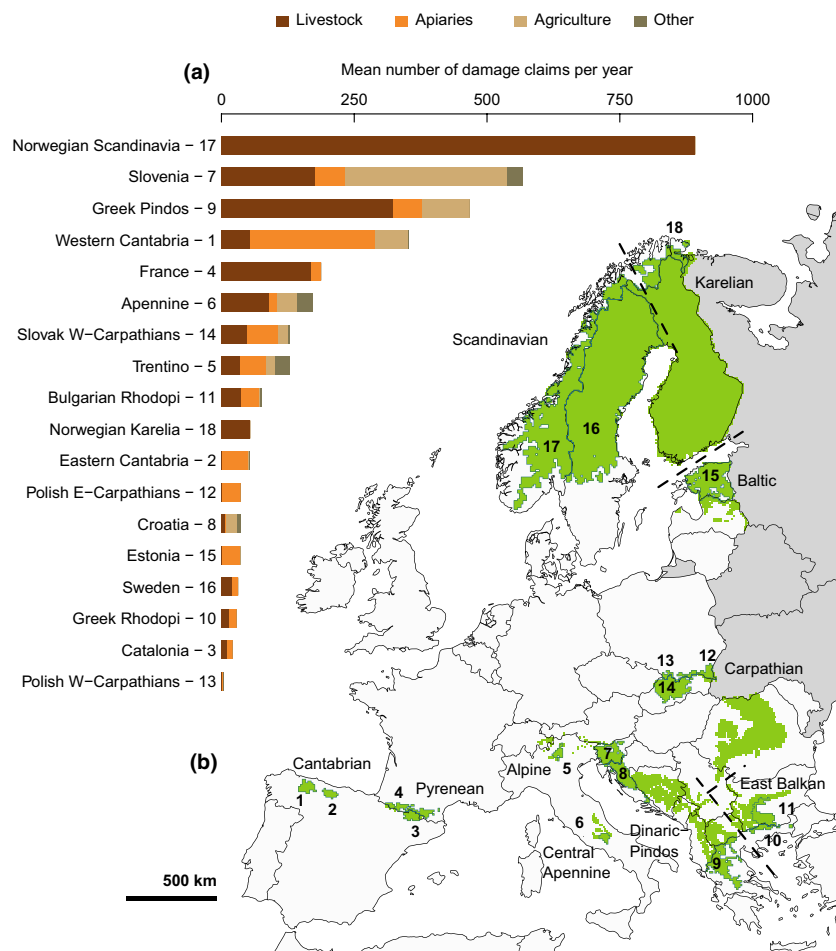 Livestock Apiaries Agriculture Other
(a)
Mean number of damage claims per year
0 250 500 750 1000
Norwegian Scandinavia − 17
Slovenia − 7
Greek Pindos − 9
Western Cantabria − 1
France − 4
Apennine − 6
Slovak W−Carpathians − 14
Trentino − 5
Bulgarian Rhodopi − 11
Norwegian Karelia − 18
Eastern Cantabria − 2
Polish E−Carpathians − 12
Croatia − 8
Estonia − 15
Sweden − 16
Greek Rhodopi − 10
Catalonia − 3
Polish W−Carpathians − 13
(b)
18
Karelian
Scandinavian
16
17
15
Baltic
12
13
Carpathian
14
Cantabrian
1
2
4
Pyrenean
3
Alpine
5
7
8
East Balkan
11
10
6
Central
Apennine
Dinaric−
Pindos
9
500 km